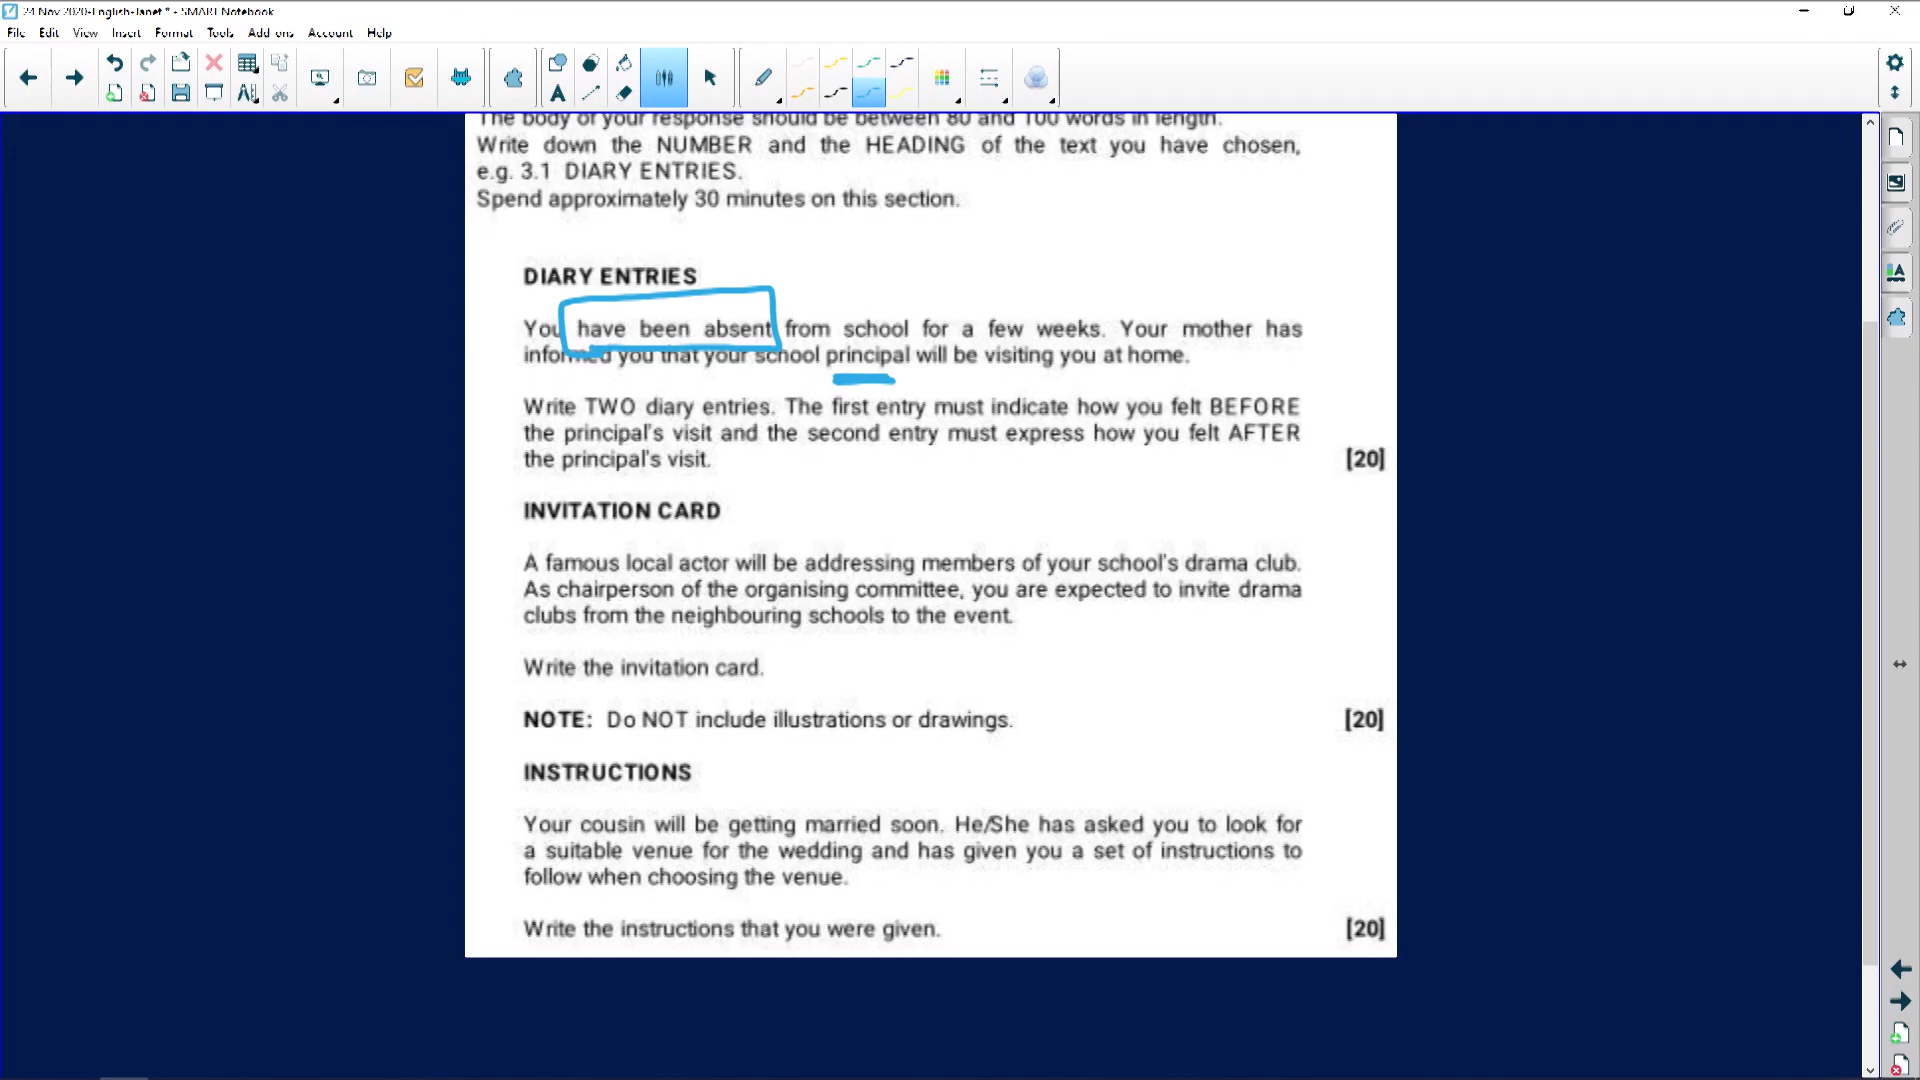 24 Nov 2020-English-Janet * - SMART Notebook
File Edit View Insert Format Tools Add-ons Account Help
The body of your response should be between 80 and 100 words in length.
Write down the NUMBER and the HEADING of the text you have chosen,
e.g. 3.1 DIARY ENTRIES.
Spend approximately 30 minutes on this section.
DIARY ENTRIES
You have been absent from school for a few weeks. Your mother has
informed you that your school principal will be visiting you at home.
Write TWO diary entries. The first entry must indicate how you felt BEFORE
the principal's visit and the second entry must express how you felt AFTER
the principal's visit. [20]
INVITATION CARD
A famous local actor will be addressing members of your school's drama club.
As chairperson of the organising committee, you are expected to invite drama
clubs from the neighbouring schools to the event.
Write the invitation card.
NOTE: Do NOT include illustrations or drawings. [20]
INSTRUCTIONS
Your cousin will be getting married soon. He/She has asked you to look for
a suitable venue for the wedding and has given you a set of instructions to
follow when choosing the venue.
Write the instructions that you were given. [20]